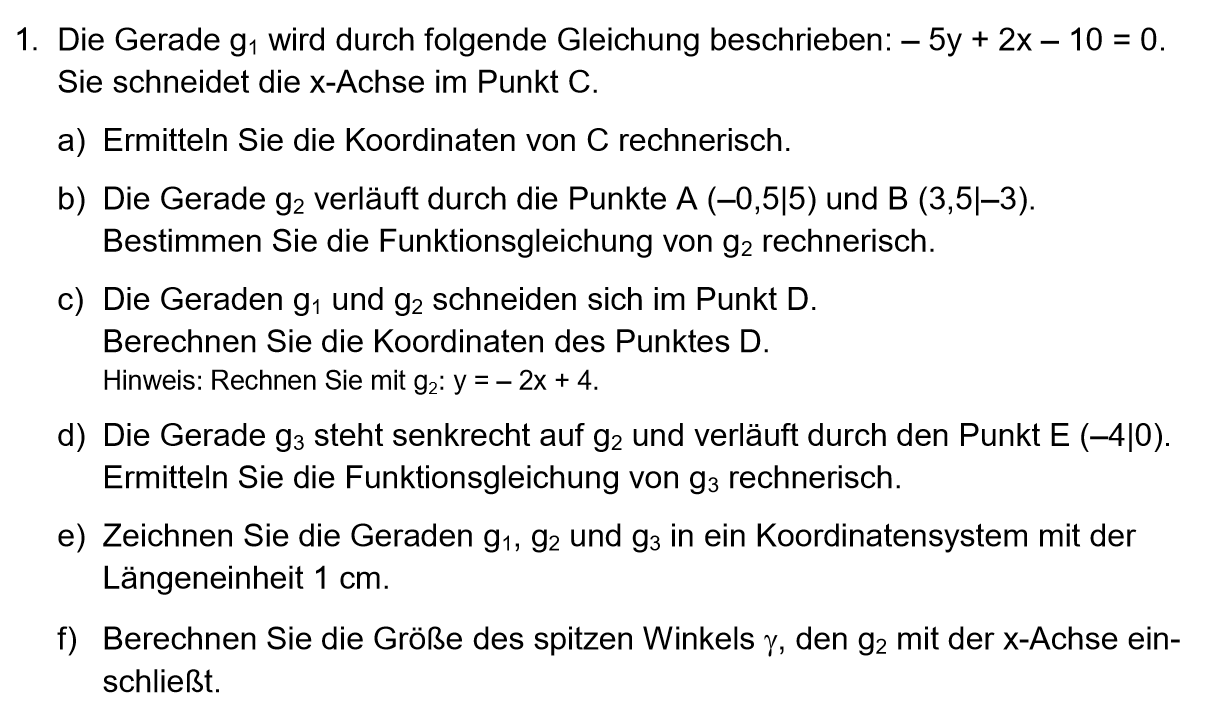 1. Die Gerade g₁ wird durch folgende Gleichung beschrieben: – 5y + 2x – 10 = 0.
Sie schneidet die x-Achse im Punkt C.
a) Ermitteln Sie die Koordinaten von C rechnerisch.
b) Die Gerade g₂ verläuft durch die Punkte A (–0,5|5) und B (3,5|–3).
Bestimmen Sie die Funktionsgleichung von g₂ rechnerisch.
c) Die Geraden g₁ und g₂ schneiden sich im Punkt D.
Berechnen Sie die Koordinaten des Punktes D.
Hinweis: Rechnen Sie mit g₂: y = – 2x + 4.
d) Die Gerade g₃ steht senkrecht auf g₂ und verläuft durch den Punkt E (–4|0).
Ermitteln Sie die Funktionsgleichung von g₃ rechnerisch.
e) Zeichnen Sie die Geraden g₁, g₂ und g₃ in ein Koordinatensystem mit der
Längeneinheit 1 cm.
f) Berechnen Sie die Größe des spitzen Winkels γ, den g₂ mit der x-Achse ein-
schließt.